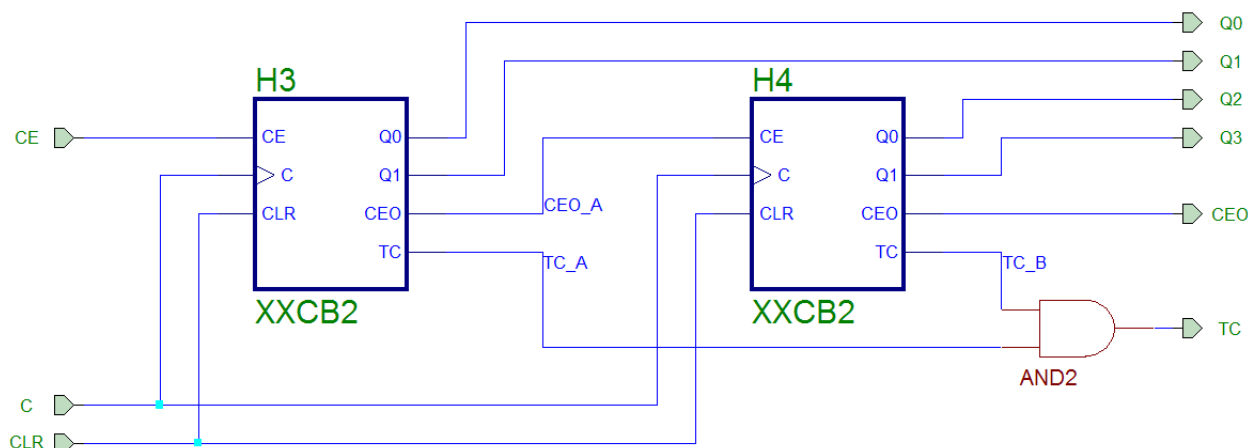 Q0
H3
H4
Q1
Q2
CE
CE
Q0
CE
Q0
Q3
C
Q1
C
Q1
CLR
CEO
CEO_A
CLR
CEO
CEO
TC
TC_A
TC
TC_B
XXCB2
XXCB2
TC
AND2
C
CLR